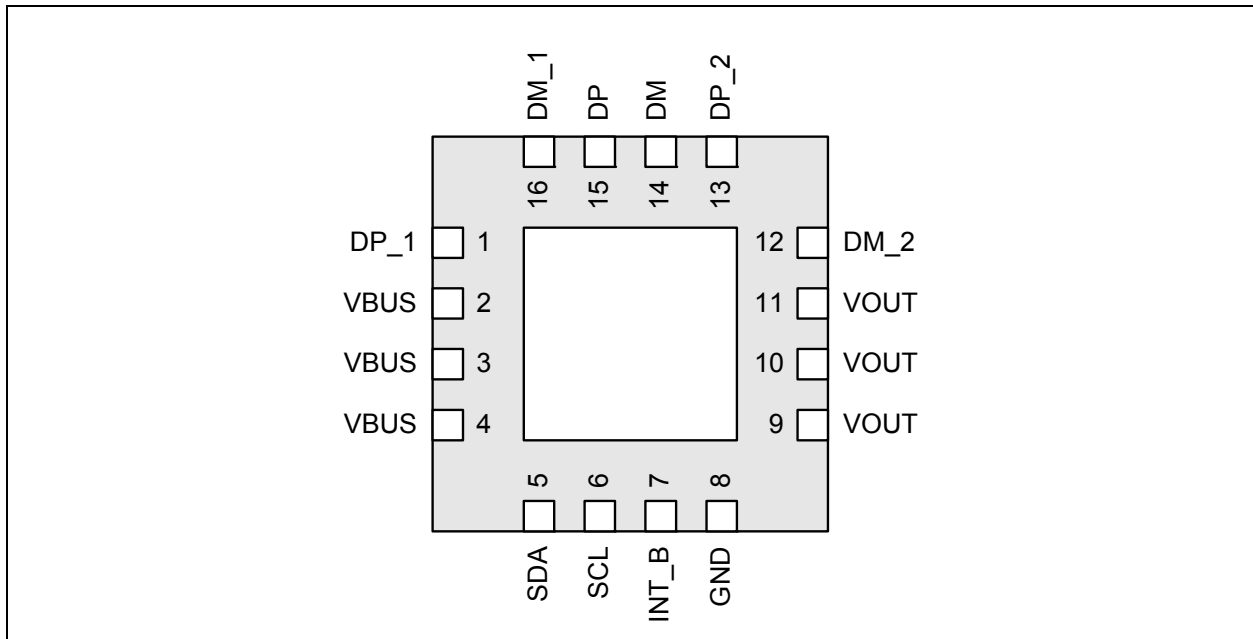 DM_1 DP DM DP_2
16 15 14 13
DP_1 1 12 DM_2
VBUS 2 11 VOUT
VBUS 3 10 VOUT
VBUS 4 9 VOUT
5 6 7 8
SDA SCL INT_B GND